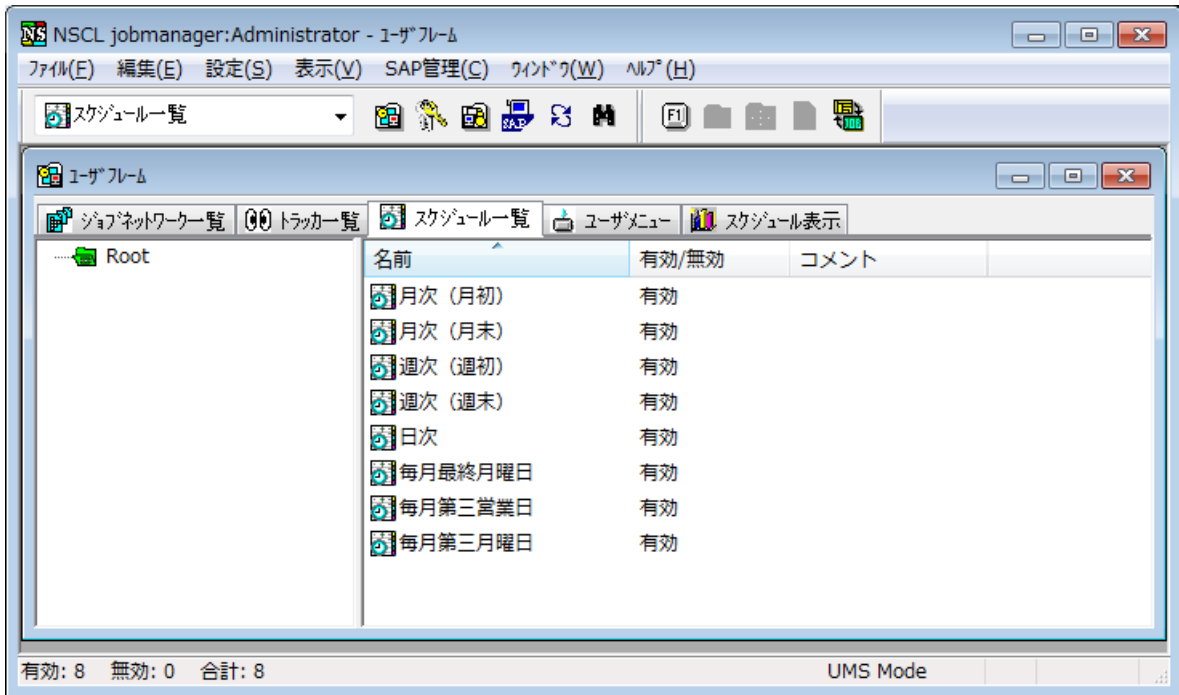 NSCL jobmanager:Administrator - ﾕｰｻﾞﾌﾚｰﾑ
ﾌｧｲﾙ(F) 編集(E) 設定(S) 表示(V) SAP管理(C) ｳｨﾝﾄﾞｳ(W) ﾍﾙﾌﾟ(H)
スケジュール一覧
SAP
F1
JOB
ﾕｰｻﾞﾌﾚｰﾑ
ジョブネットワーク一覧 トラッカ一覧 スケジュール一覧 ユーザメニュー スケジュール表示
Root
名前 有効/無効 コメント
月次（月初） 有効
月次（月末） 有効
週次（週初） 有効
週次（週末） 有効
日次 有効
毎月最終月曜日 有効
毎月第三営業日 有効
毎月第三月曜日 有効
有効: 8 無効: 0 合計: 8 UMS Mode